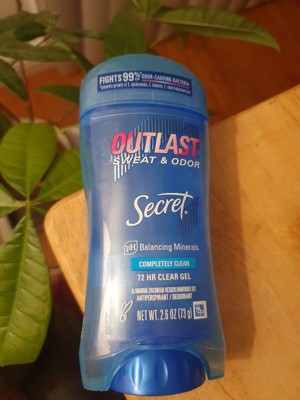 FIGHTS 99% ODOR-CAUSING BACTERIA
OUTLAST
SWEAT & ODOR
Secret.
pH Balancing Minerals
COMPLETELY CLEAN
72 HR CLEAR GEL
ANTIPERSPIRANT / DEODORANT
NET WT. 2.6 OZ (73 g)